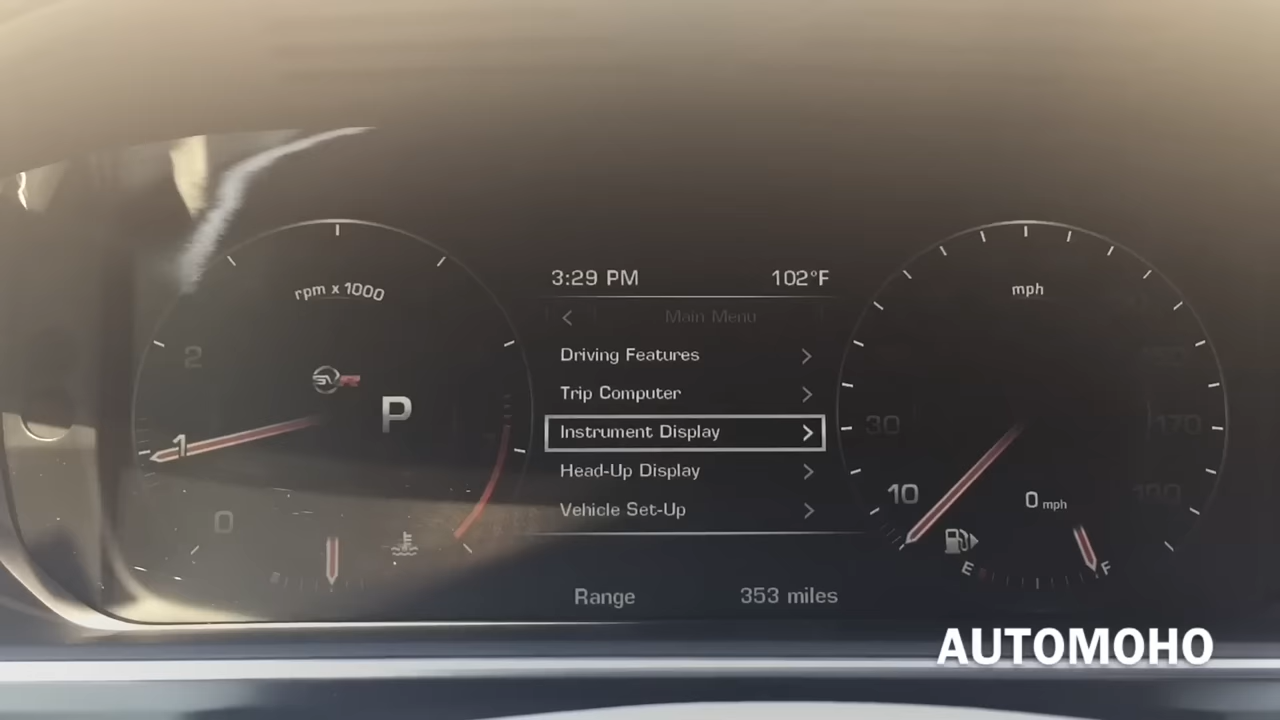 3:29 PM 102°F
Main Menu
rpm x 1000
mph
Driving Features
2
SVR
Trip Computer
P
Instrument Display
30
170
1
Head-Up Display
10
Vehicle Set-Up
0 mph
0
E
F
Range 353 miles
AUTOMOHO